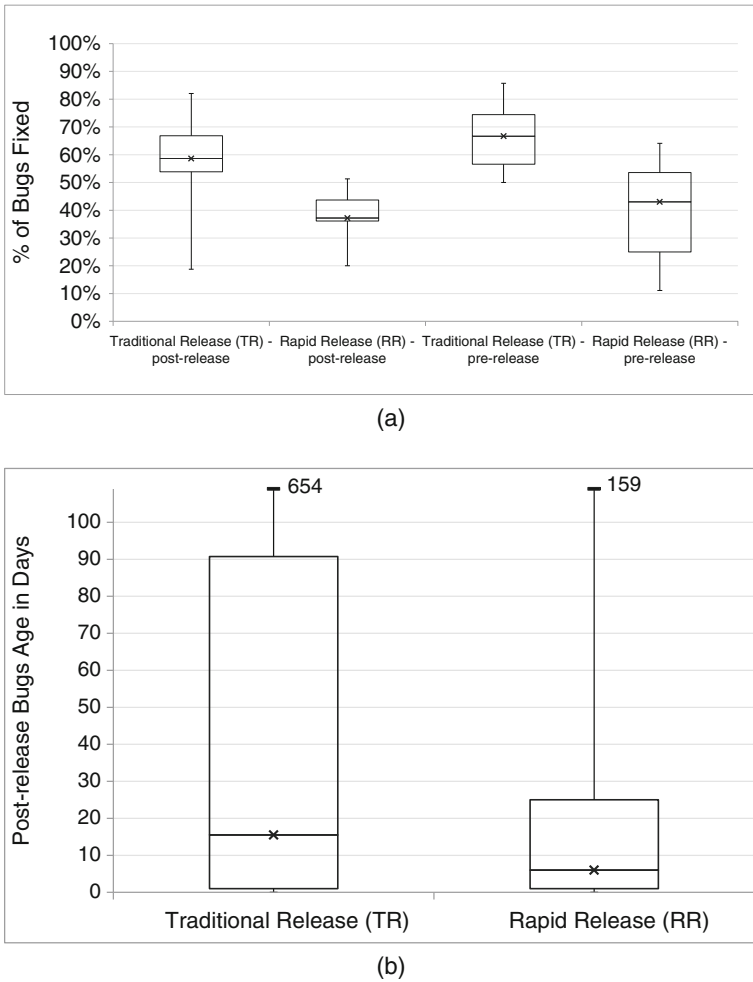 % of Bugs Fixed
100%
90%
80%
70%
60%
50%
40%
30%
20%
10%
0%
Traditional Release (TR) -
post-release
Rapid Release (RR) -
post-release
Traditional Release (TR) -
pre-release
Rapid Release (RR) -
pre-release
(a)
Post-release Bugs Age in Days
654
159
100
90
80
70
60
50
40
30
20
10
0
Traditional Release (TR)
Rapid Release (RR)
(b)